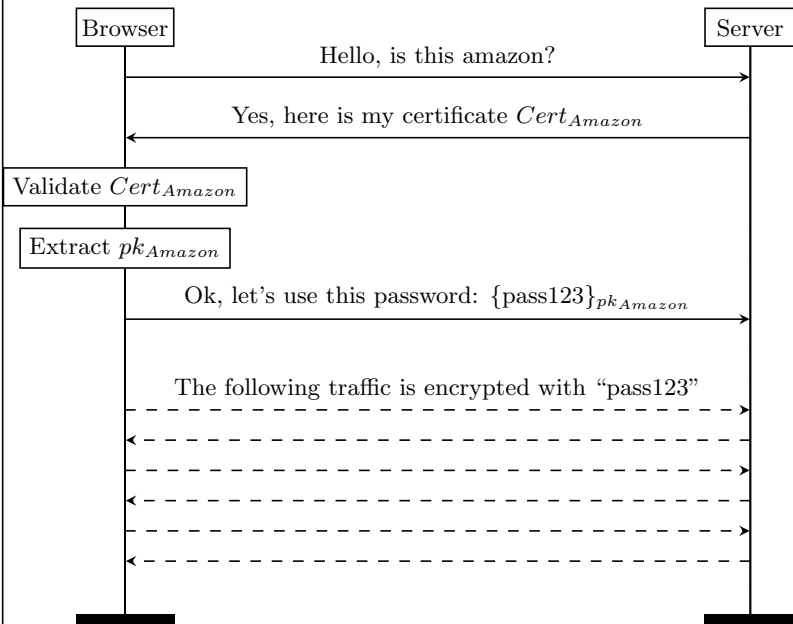 Browser
Server
Hello, is this amazon?
Yes, here is my certificate Cert_Amazon
Validate Cert_Amazon
Extract pk_Amazon
Ok, let's use this password: {pass123}_pk_Amazon
The following traffic is encrypted with “pass123”